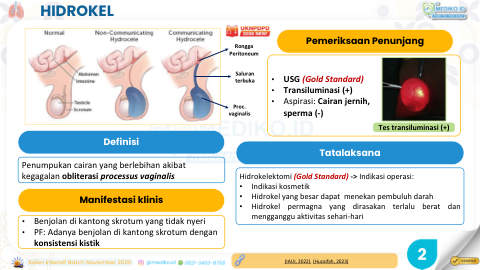 HIDROKEL
Normal
Non-Communicating
Hydrocele
Communicating
Hydrocele
Abdomen
Intestine
Testicle
Scrotum
UKNPDPD
Rongga
Peritoneum
Saluran
terbuka
Proc.
vaginalis
Definisi
Penumpukan cairan yang berlebihan akibat
kegagalan obliterasi processus vaginalis
Manifestasi klinis
• Benjolan di kantong skrotum yang tidak nyeri
• PF: Adanya benjolan di kantong skrotum dengan
konsistensi kistik
Pemeriksaan Penunjang
• USG (Gold Standard)
• Transiluminasi (+)
• Aspirasi: Cairan jernih,
sperma (-)
Tes transiluminasi (+)
Tatalaksana
Hidrokelektomi (Gold Standard) -> Indikasi operasi:
• Indikasi kosmetik
• Hidrokel yang besar dapat menekan pembuluh darah
• Hidrokel permagna yang dirasakan terlalu berat dan
mengganggu aktivitas sehari-hari
2